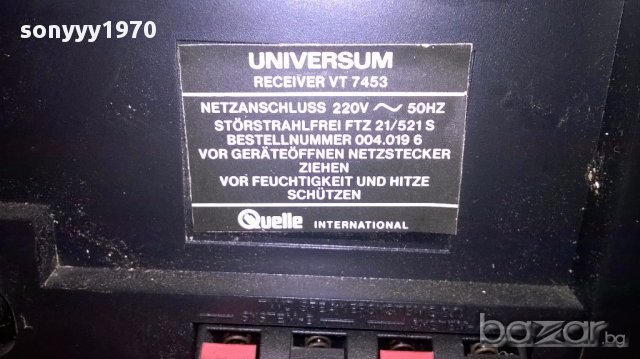 sonyyy1970
UNIVERSUM
RECEIVER VT 7453
NETZANSCHLUSS 220V ~ 50HZ
STÖRSTRAHLFREI FTZ 21/521 S
BESTELLNUMMER 004.019 6
VOR GERÄTEÖFFNEN NETZSTECKER
ZIEHEN
VOR FEUCHTIGKEIT UND HITZE
SCHÜTZEN
Quelle INTERNATIONAL
bазар.bg